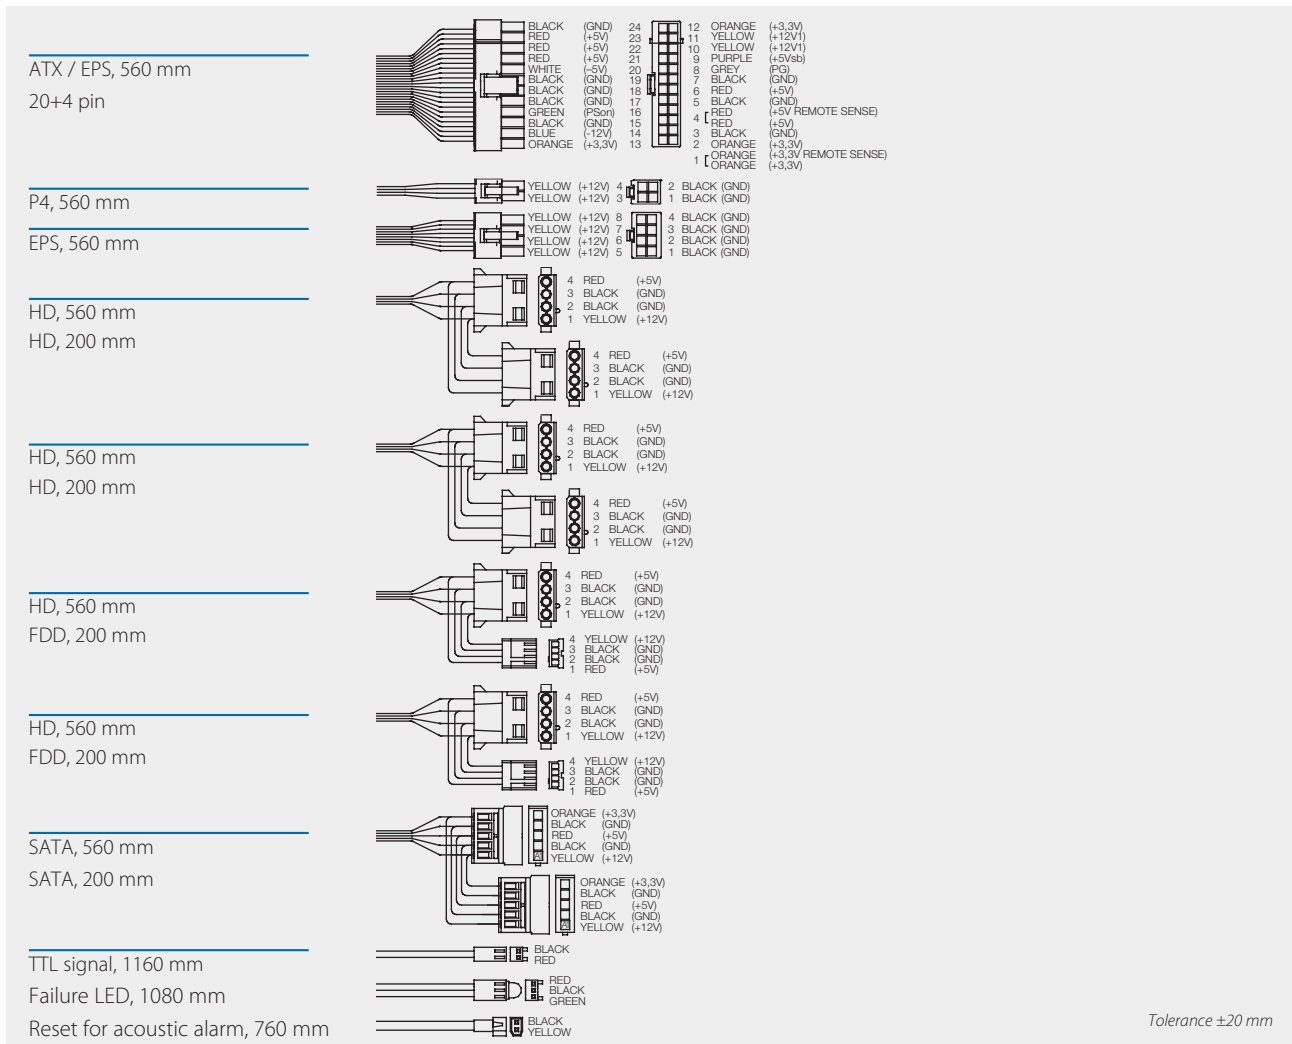 ATX / EPS, 560 mm
20+4 pin
BLACK (GND) 24 12 ORANGE (+3,3V)
RED (+5V) 23 11 YELLOW (+12V1)
RED (+5V) 22 10 YELLOW (+12V1)
RED (+5V) 21 9 PURPLE (+5Vsb)
WHITE (–5V) 20 8 GREY (PG)
BLACK (GND) 19 7 BLACK (GND)
BLACK (GND) 18 6 RED (+5V)
BLACK (GND) 17 5 BLACK (GND)
GREEN (PSon) 16 4 RED (+5V REMOTE SENSE)
BLACK (GND) 15 RED (+5V)
BLUE (-12V) 14 3 BLACK (GND)
ORANGE (+3,3V) 13 2 ORANGE (+3,3V)
1 ORANGE (+3,3V REMOTE SENSE)
ORANGE (+3,3V)
P4, 560 mm
YELLOW (+12V) 4 2 BLACK (GND)
YELLOW (+12V) 3 1 BLACK (GND)
EPS, 560 mm
YELLOW (+12V) 8 4 BLACK (GND)
YELLOW (+12V) 7 3 BLACK (GND)
YELLOW (+12V) 6 2 BLACK (GND)
YELLOW (+12V) 5 1 BLACK (GND)
HD, 560 mm
HD, 200 mm
4 RED (+5V)
3 BLACK (GND)
2 BLACK (GND)
1 YELLOW (+12V)
4 RED (+5V)
3 BLACK (GND)
2 BLACK (GND)
1 YELLOW (+12V)
HD, 560 mm
HD, 200 mm
4 RED (+5V)
3 BLACK (GND)
2 BLACK (GND)
1 YELLOW (+12V)
4 RED (+5V)
3 BLACK (GND)
2 BLACK (GND)
1 YELLOW (+12V)
HD, 560 mm
FDD, 200 mm
4 RED (+5V)
3 BLACK (GND)
2 BLACK (GND)
1 YELLOW (+12V)
4 YELLOW (+12V)
3 BLACK (GND)
2 BLACK (GND)
1 RED (+5V)
HD, 560 mm
FDD, 200 mm
4 RED (+5V)
3 BLACK (GND)
2 BLACK (GND)
1 YELLOW (+12V)
4 YELLOW (+12V)
3 BLACK (GND)
2 BLACK (GND)
1 RED (+5V)
SATA, 560 mm
SATA, 200 mm
ORANGE (+3,3V)
BLACK (GND)
RED (+5V)
BLACK (GND)
YELLOW (+12V)
ORANGE (+3,3V)
BLACK (GND)
RED (+5V)
BLACK (GND)
YELLOW (+12V)
TTL signal, 1160 mm
BLACK
RED
Failure LED, 1080 mm
RED
BLACK
GREEN
Reset for acoustic alarm, 760 mm
BLACK
YELLOW
Tolerance ±20 mm